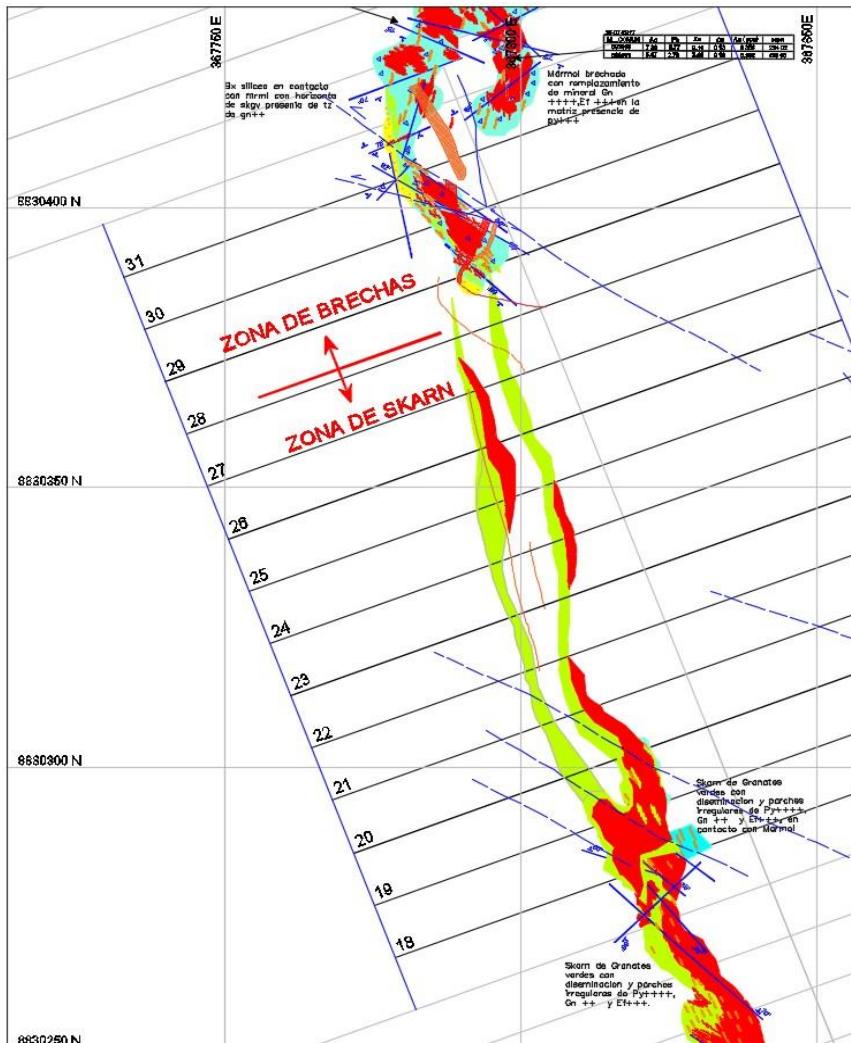 367750 E
367800 E
367850 E
Bx silicea en contacto
con mrml con horizonte
de skgv presenia de tz
de gn++
Mármol brechado
con remplazamiento
de mineral Gn
++++,Ef +++en la
matriz presencia de
py+++
8830400 N
31
30
29
28
27
26
25
24
23
22
21
20
19
18
ZONA DE BRECHAS
ZONA DE SKARN
8830350 N
8830300 N
Skarn de Granates
verdes con
diseminacion y parches
irregulares de Py++++,
Gn ++ y Ef+++, en
contacto con Marmol
Skarn de Granates
verdes con
diseminacion y parches
irregulares de Py++++,
Gn ++ y Ef+++.
8830250 N